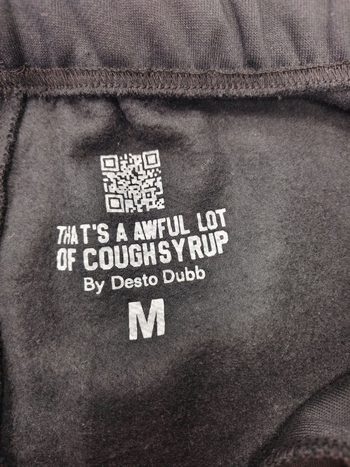 THAT'S A AWFUL LOT
OF COUGHSYRUP
By Desto Dubb
M